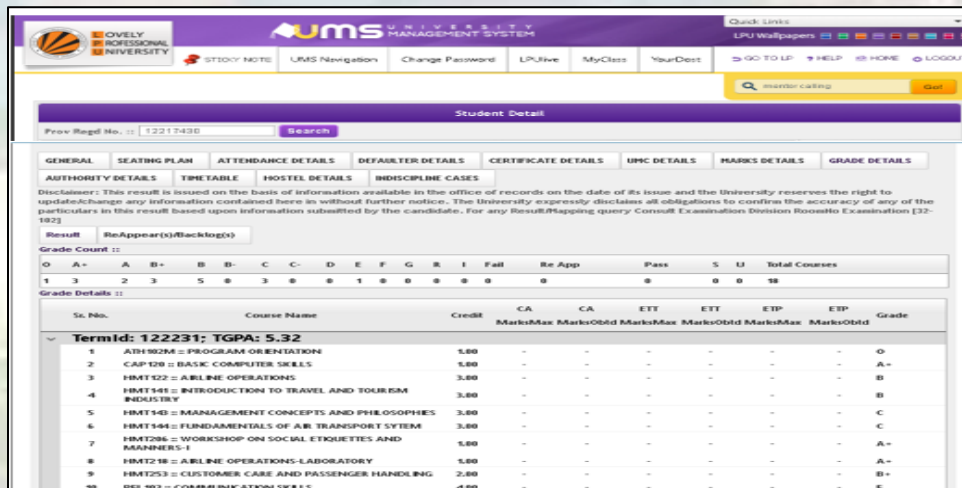 LOVELY
PROFESSIONAL
UNIVERSITY
UMS UNIVERSITY
MANAGEMENT SYSTEM
Quick Links
LPU Wallpapers
STICKY NOTE UMS Navigation Change Password LPUlive MyClass YourDost GO TO LP HELP HOME LOGOU
mentor calling Go!
Student Detail
Prov Regd No. :: 12217430 Search
GENERAL SEATING PLAN ATTENDANCE DETAILS DEFAULTER DETAILS CERTIFICATE DETAILS UMC DETAILS MARKS DETAILS GRADE DETAILS
AUTHORITY DETAILS TIMETABLE HOSTEL DETAILS INDISCIPLINE CASES
Disclaimer: This result is issued on the basis of information available in the office of records on the date of its issue and the University reserves the right to
update/change any information contained here in without further notice. The University expressly disclaims all obligations to confirm the accuracy of any of the
particulars in this result based upon information submitted by the candidate. For any Result/Mapping query Consult Examination Division RoomNo Examination [32-
102]
Result ReAppear(s)/Backlog(s)
Grade Count ::
O A+ A B+ B B- C C- D E F G R I Fail Re App Pass S U Total Courses
1 3 2 3 5 0 3 0 0 1 0 0 0 0 0 0 0 0 0 18
Grade Details ::
Sr. No. Course Name Credit CA MarksMax CA MarksObtd ETT MarksMax ETT MarksObtd ETP MarksMax ETP MarksObtd Grade
TermId: 122231; TGPA: 5.32
1 ATH102M :: PROGRAM ORIENTATION 1.00 - - - - - - O
2 CAP120 :: BASIC COMPUTER SKILLS 1.00 - - - - - - A+
3 HMT122 :: AIRLINE OPERATIONS 3.00 - - - - - - B
4 HMT141 :: INTRODUCTION TO TRAVEL AND TOURISM
INDUSTRY 3.00 - - - - - - B
5 HMT143 :: MANAGEMENT CONCEPTS AND PHILOSOPHIES 3.00 - - - - - - C
6 HMT144 :: FUNDAMENTALS OF AIR TRANSPORT SYTEM 3.00 - - - - - - C
7 HMT206 :: WORKSHOP ON SOCIAL ETIQUETTES AND
MANNERS-I 1.00 - - - - - - A+
8 HMT218 :: AIRLINE OPERATIONS-LABORATORY 1.00 - - - - - - A+
9 HMT253 :: CUSTOMER CARE AND PASSENGER HANDLING 2.00 - - - - - - B+
10 :: COMMUNICATION SKILLS 4.00 - - - - - - E